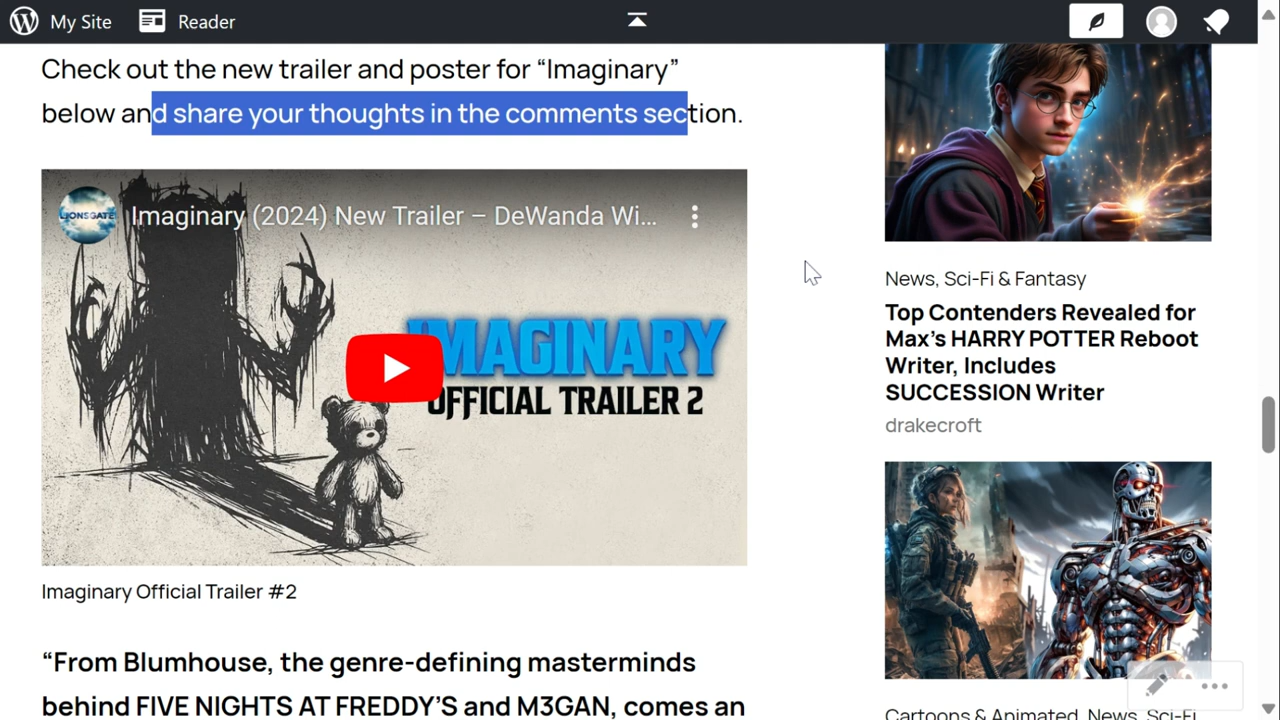 My Site
Reader
Check out the new trailer and poster for “Imaginary”
below and share your thoughts in the comments section.
LIONSGATE
Imaginary (2024) New Trailer – DeWanda Wi...
IMAGINARY
OFFICIAL TRAILER 2
Imaginary Official Trailer #2
“From Blumhouse, the genre-defining masterminds
behind FIVE NIGHTS AT FREDDY’S and M3GAN, comes an
News, Sci-Fi & Fantasy
Top Contenders Revealed for
Max’s HARRY POTTER Reboot
Writer, Includes
SUCCESSION Writer
drakecroft
Cartoons & Animated, News, Sci-Fi